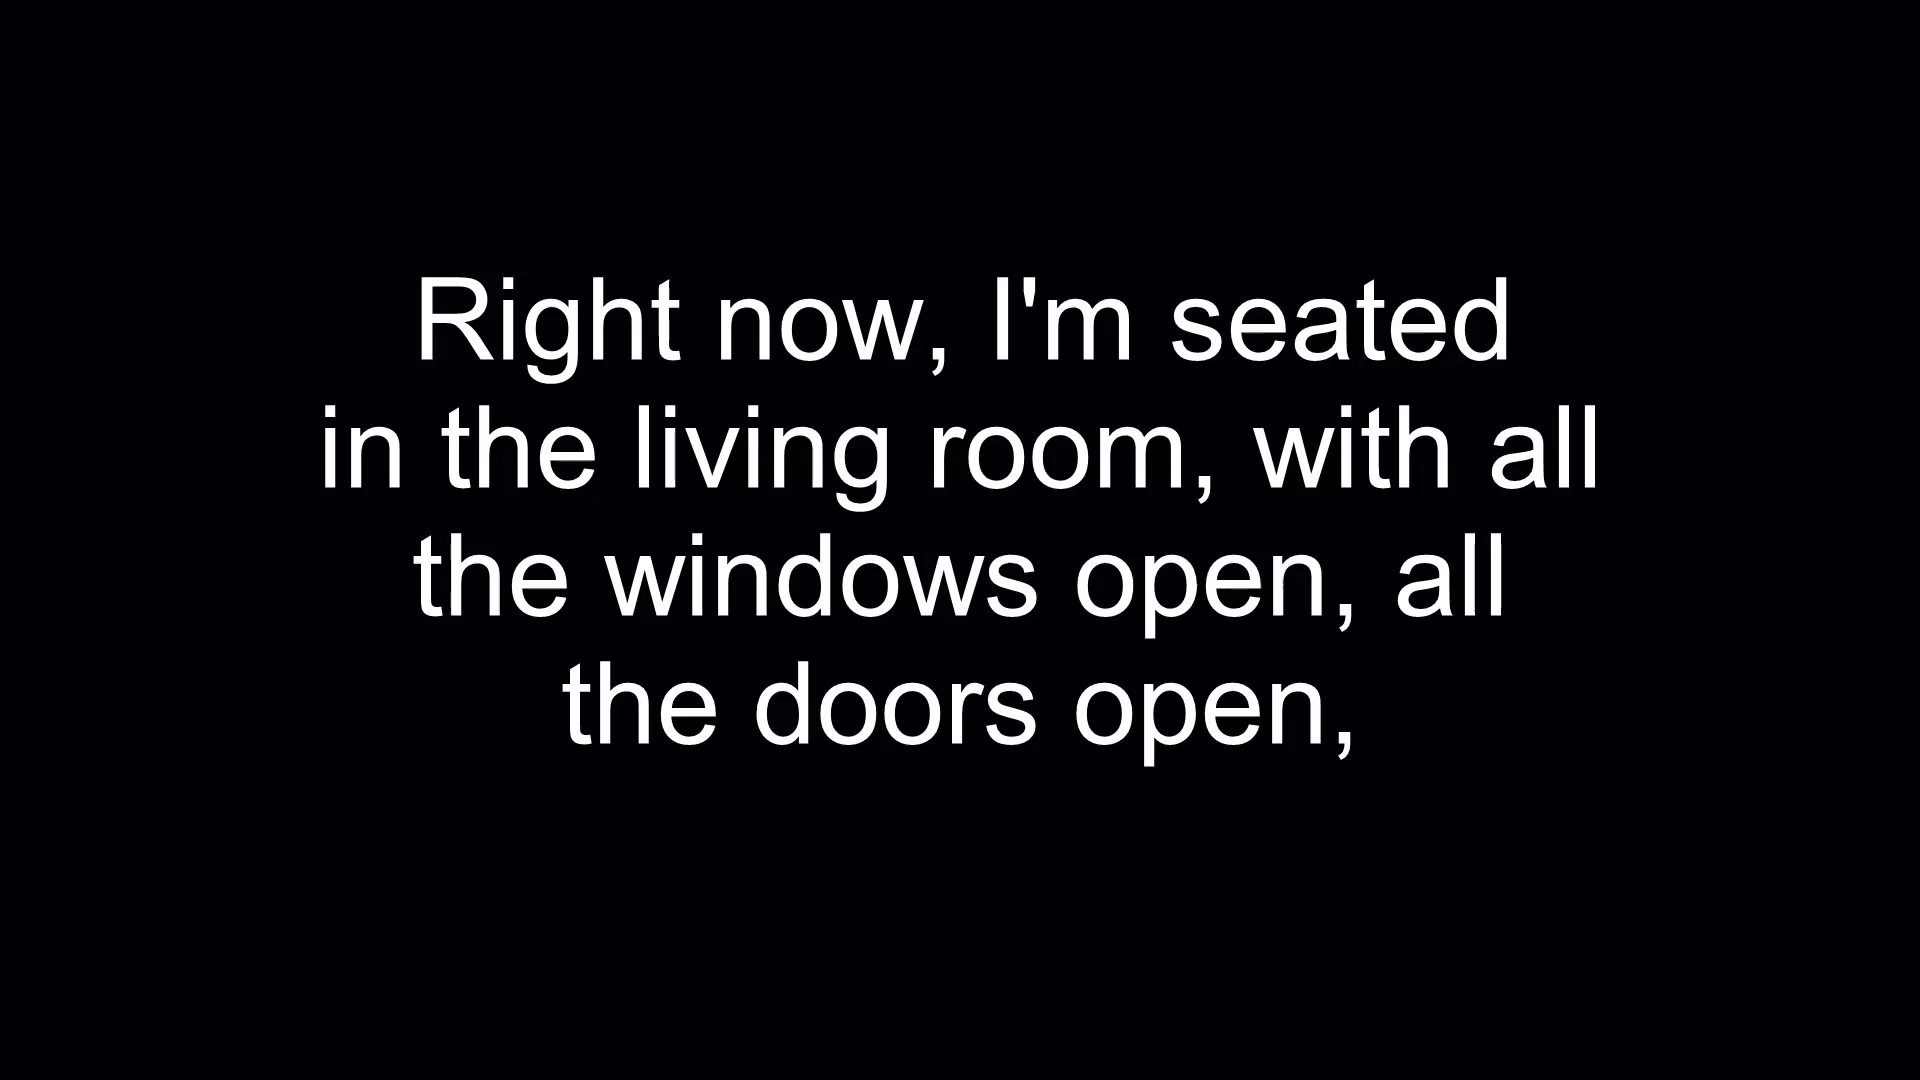 Right now, I'm seated
in the living room, with all
the windows open, all
the doors open,